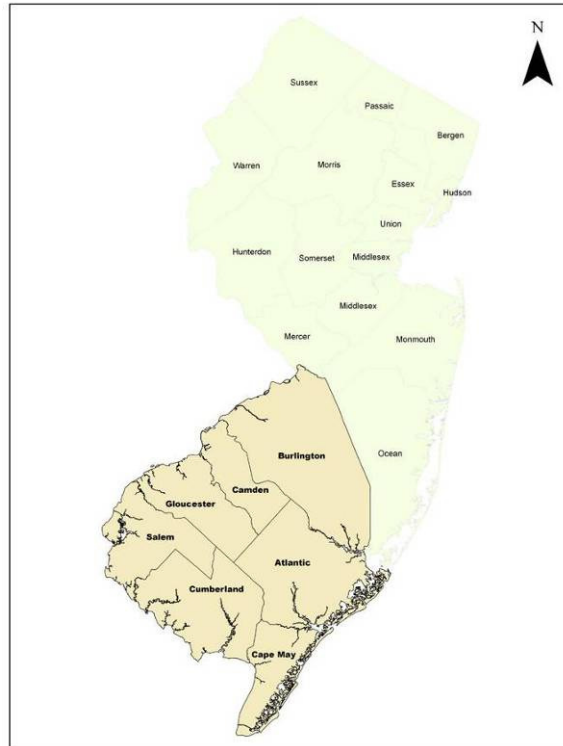 N
Sussex
Passaic
Bergen
Warren
Morris
Essex
Hudson
Union
Hunterdon
Somerset
Middlesex
Middlesex
Mercer
Monmouth
Burlington
Ocean
Camden
Gloucester
Salem
Atlantic
Cumberland
Cape May